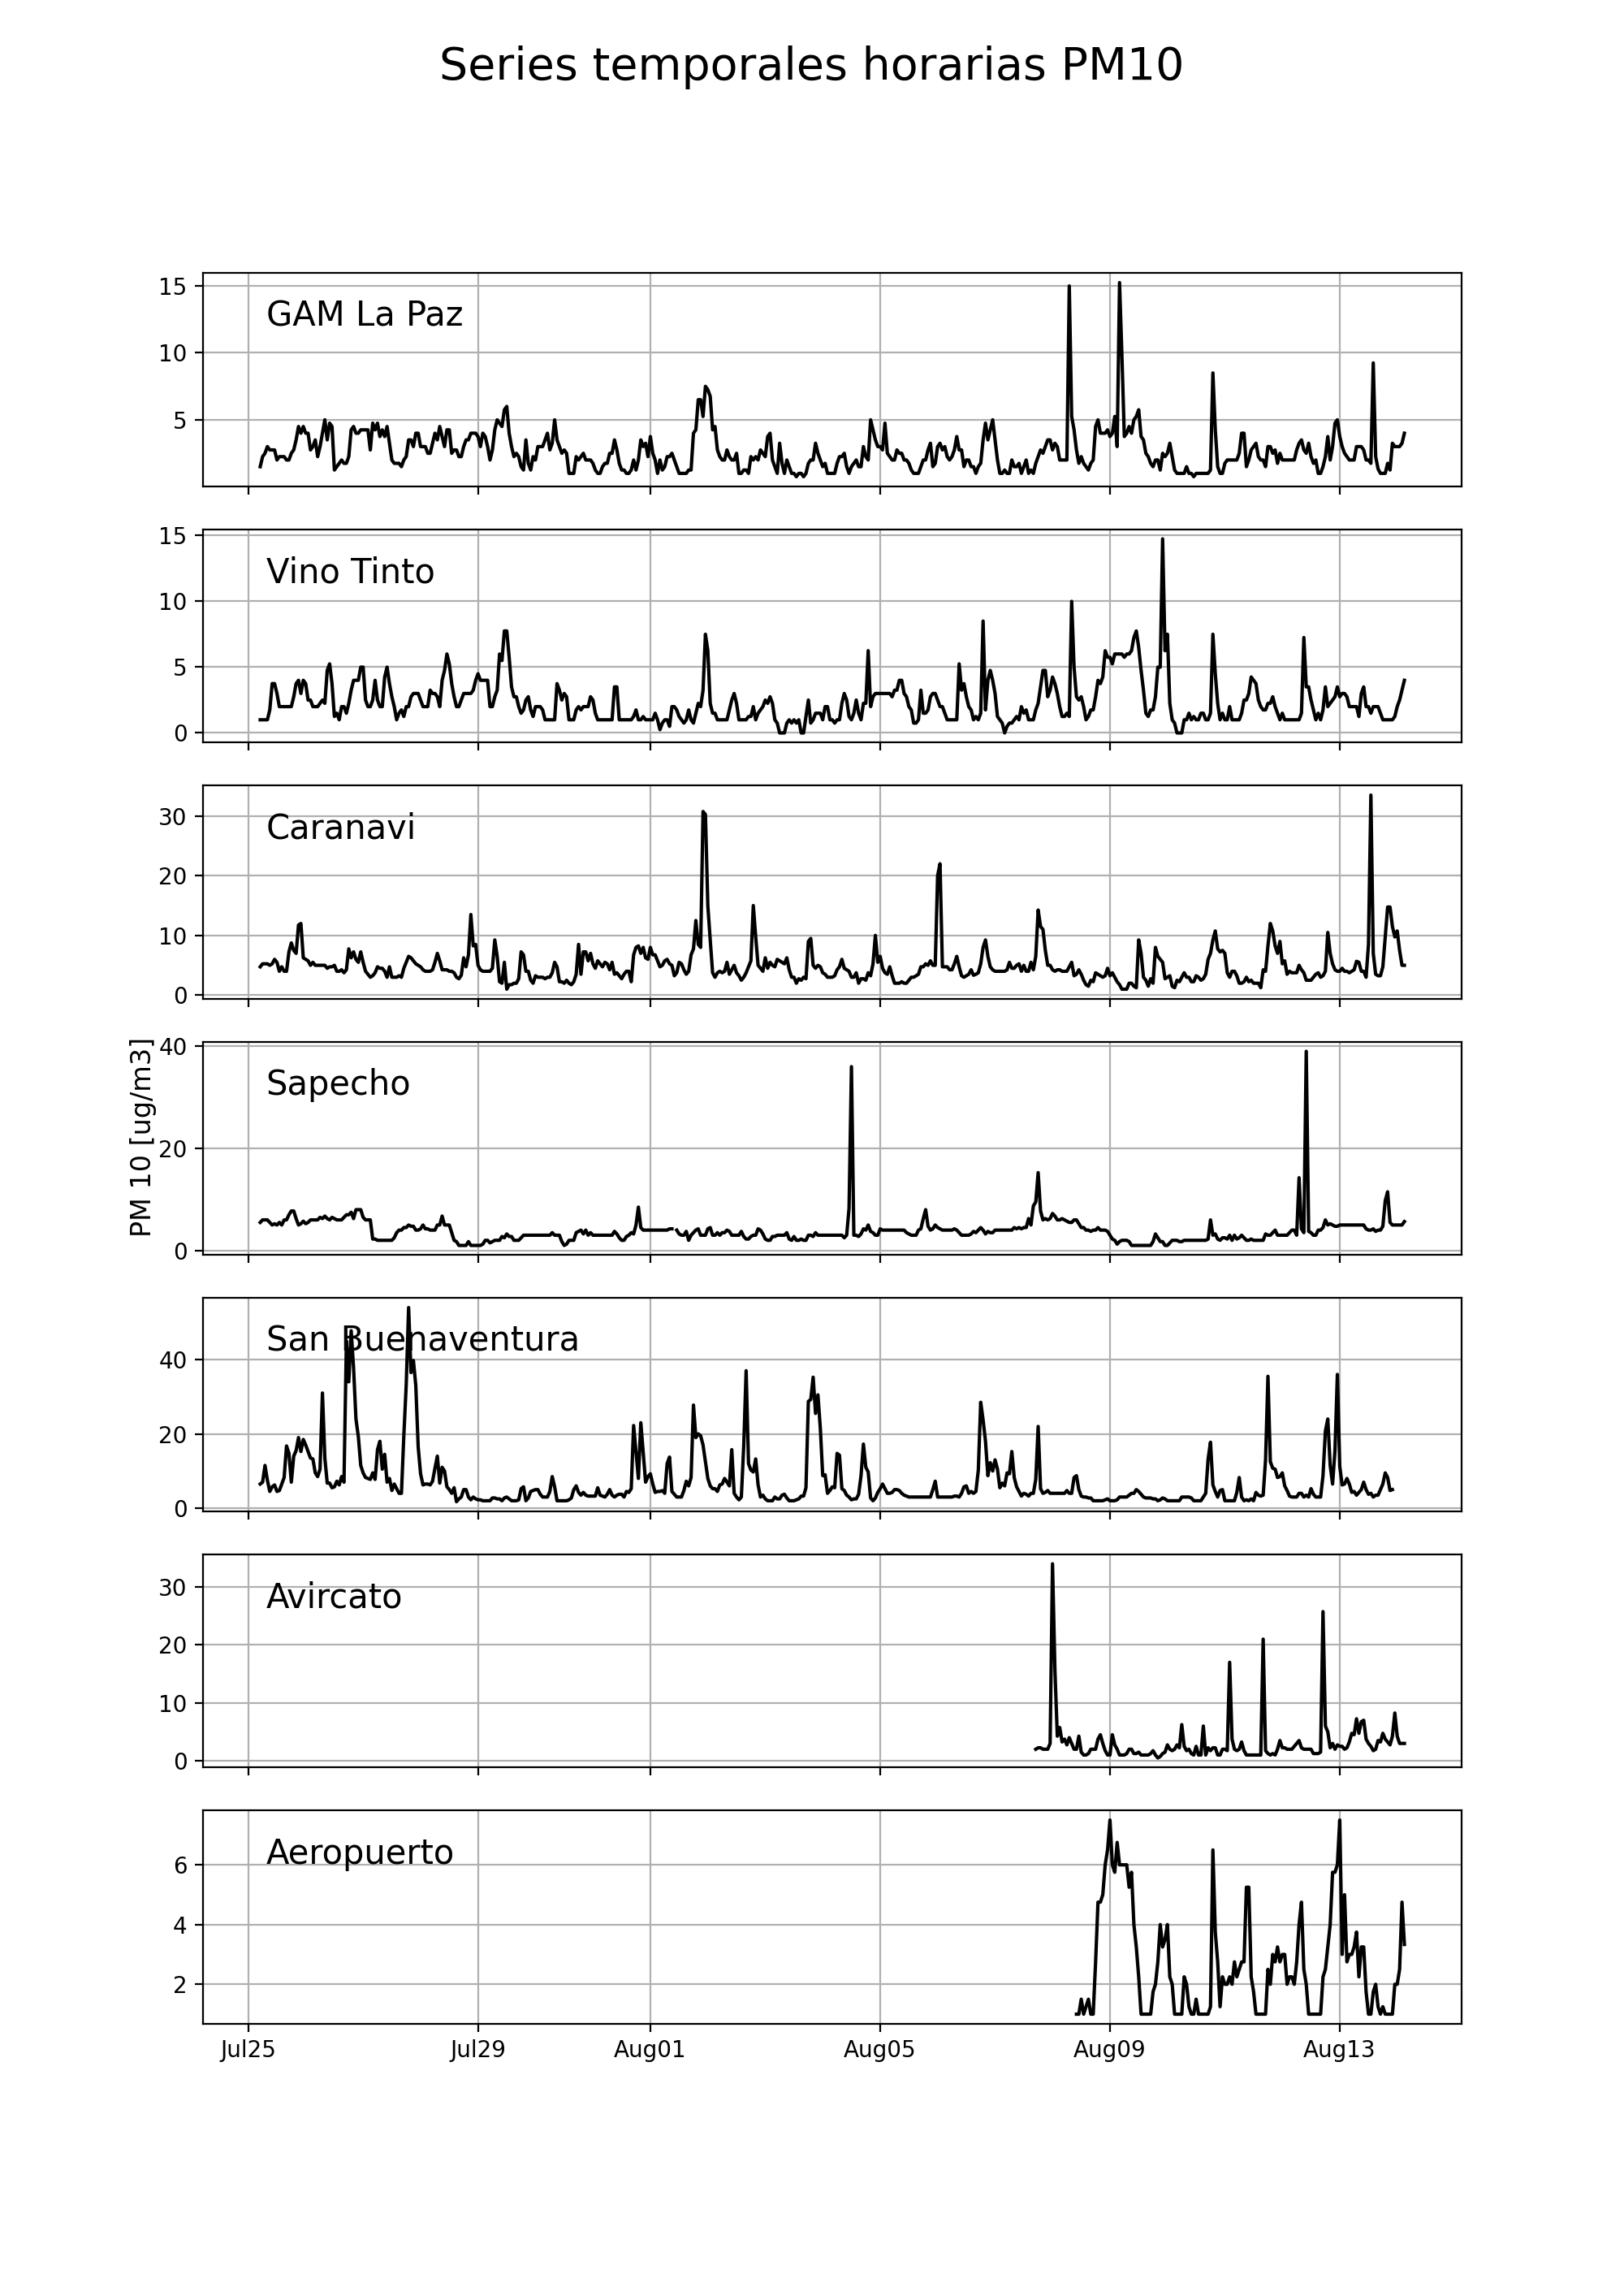 Series temporales horarias PM10
15
GAM La Paz
10
5
15
Vino Tinto
10
5
0
30
Caranavi
20
10
0
PM 10 [ug/m3]
40
Sapecho
20
0
San Buenaventura
40
20
0
30
Avircato
20
10
0
Aeropuerto
6
4
2
Jul25 Jul29 Aug01 Aug05 Aug09 Aug13